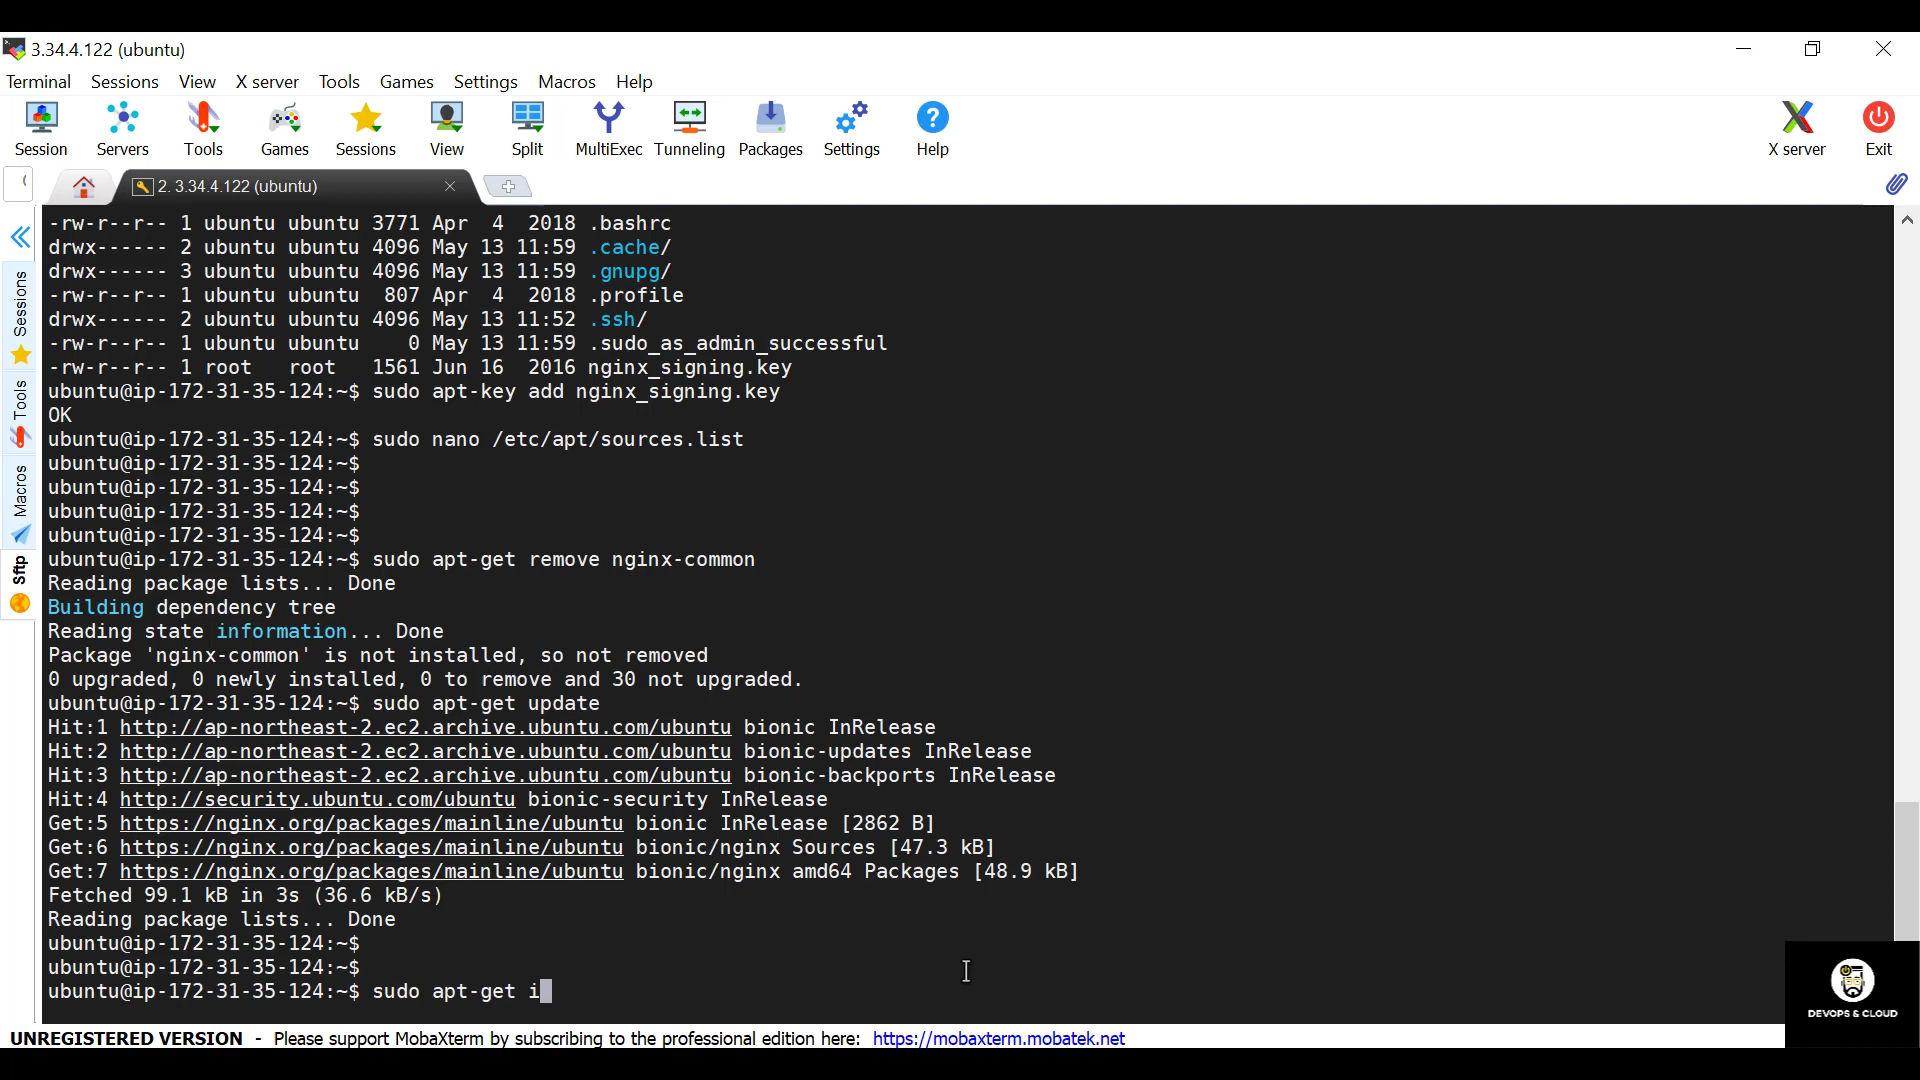 3.34.4.122 (ubuntu)
Terminal Sessions View X server Tools Games Settings Macros Help
Session Servers Tools Games Sessions View Split MultiExec Tunneling Packages Settings Help X server Exit
2. 3.34.4.122 (ubuntu)
Sessions
Tools
Macros
Sftp
-rw-r--r-- 1 ubuntu ubuntu 3771 Apr  4  2018 .bashrc
drwx------ 2 ubuntu ubuntu 4096 May 13 11:59 .cache/
drwx------ 3 ubuntu ubuntu 4096 May 13 11:59 .gnupg/
-rw-r--r-- 1 ubuntu ubuntu  807 Apr  4  2018 .profile
drwx------ 2 ubuntu ubuntu 4096 May 13 11:52 .ssh/
-rw-r--r-- 1 ubuntu ubuntu    0 May 13 11:59 .sudo_as_admin_successful
-rw-r--r-- 1 root   root   1561 Jun 16  2016 nginx_signing.key
ubuntu@ip-172-31-35-124:~$ sudo apt-key add nginx_signing.key
OK
ubuntu@ip-172-31-35-124:~$ sudo nano /etc/apt/sources.list
ubuntu@ip-172-31-35-124:~$
ubuntu@ip-172-31-35-124:~$
ubuntu@ip-172-31-35-124:~$
ubuntu@ip-172-31-35-124:~$
ubuntu@ip-172-31-35-124:~$ sudo apt-get remove nginx-common
Reading package lists... Done
Building dependency tree
Reading state information... Done
Package 'nginx-common' is not installed, so not removed
0 upgraded, 0 newly installed, 0 to remove and 30 not upgraded.
ubuntu@ip-172-31-35-124:~$ sudo apt-get update
Hit:1 http://ap-northeast-2.ec2.archive.ubuntu.com/ubuntu bionic InRelease
Hit:2 http://ap-northeast-2.ec2.archive.ubuntu.com/ubuntu bionic-updates InRelease
Hit:3 http://ap-northeast-2.ec2.archive.ubuntu.com/ubuntu bionic-backports InRelease
Hit:4 http://security.ubuntu.com/ubuntu bionic-security InRelease
Get:5 https://nginx.org/packages/mainline/ubuntu bionic InRelease [2862 B]
Get:6 https://nginx.org/packages/mainline/ubuntu bionic/nginx Sources [47.3 kB]
Get:7 https://nginx.org/packages/mainline/ubuntu bionic/nginx amd64 Packages [48.9 kB]
Fetched 99.1 kB in 3s (36.6 kB/s)
Reading package lists... Done
ubuntu@ip-172-31-35-124:~$
ubuntu@ip-172-31-35-124:~$
ubuntu@ip-172-31-35-124:~$ sudo apt-get i
DEVOPS & CLOUD
UNREGISTERED VERSION - Please support MobaXterm by subscribing to the professional edition here: https://mobaxterm.mobatek.net